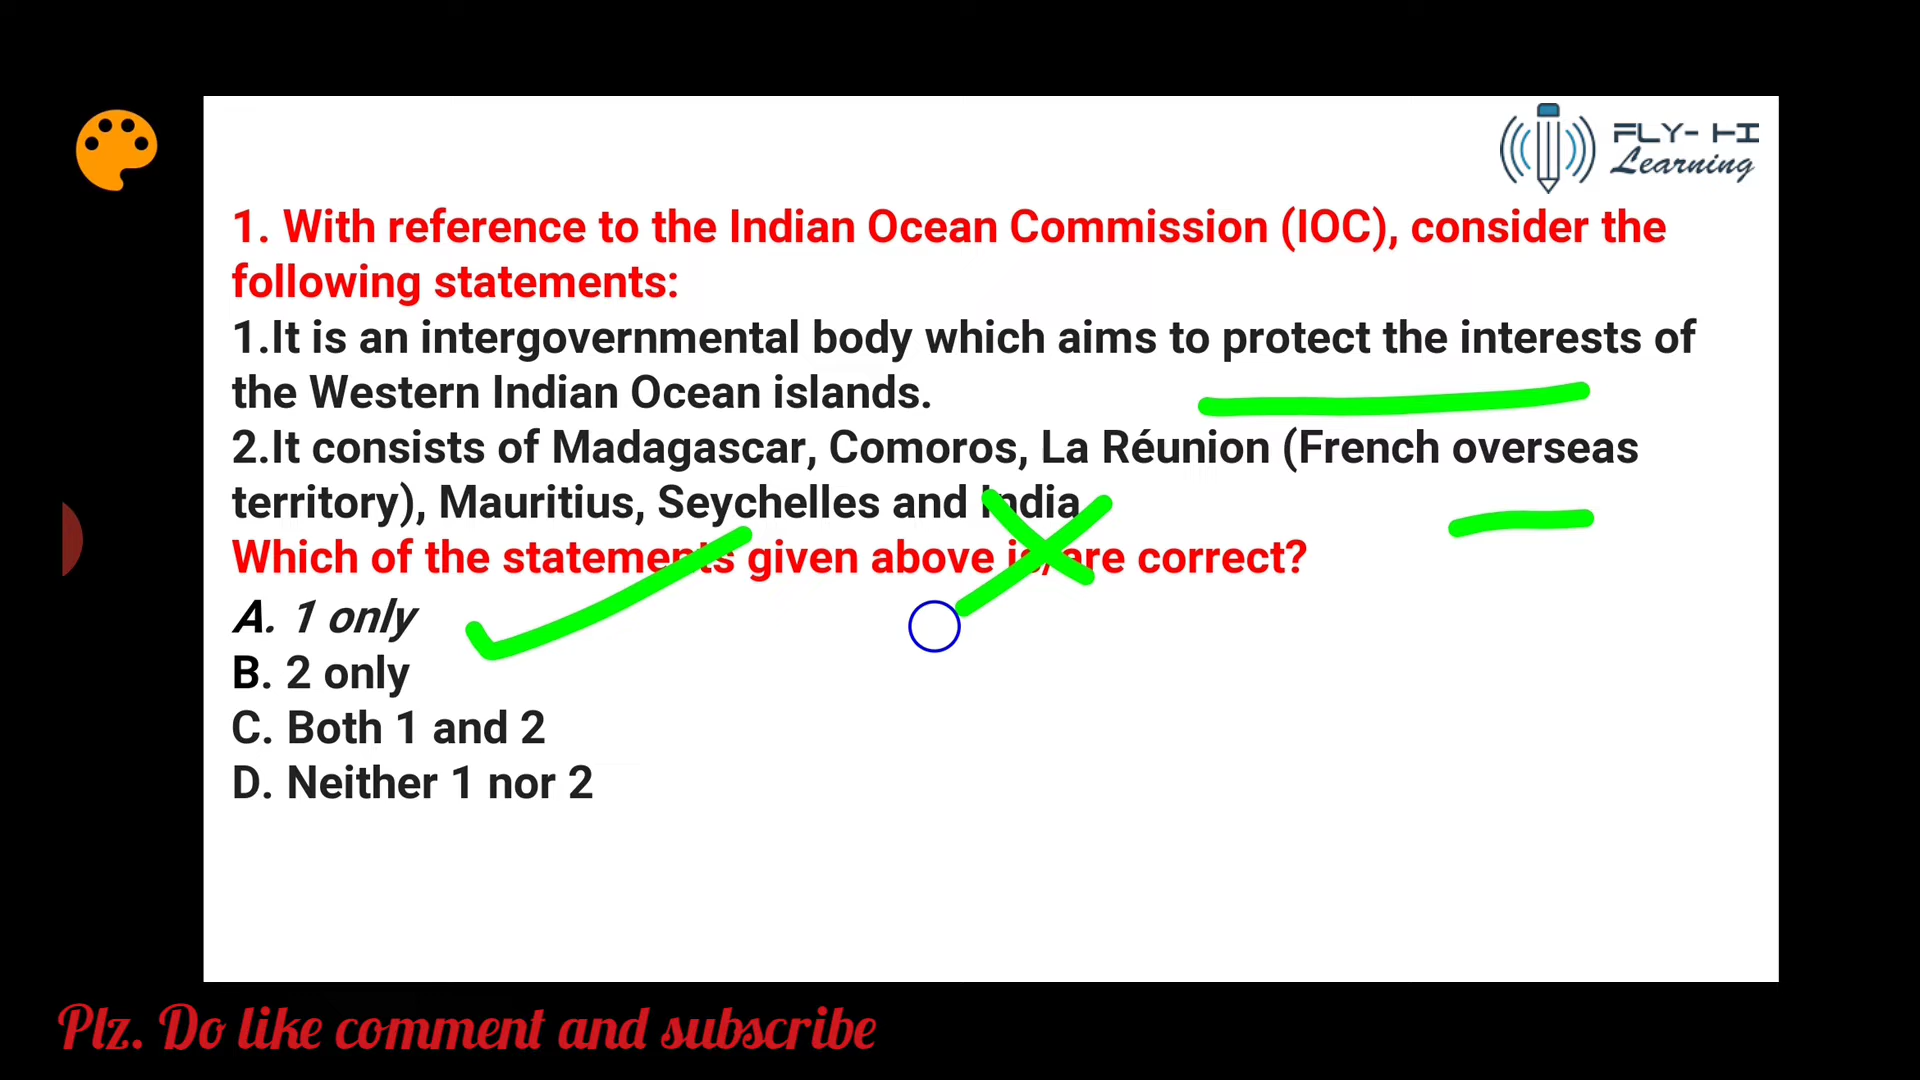 FLY- HI
Learning
1. With reference to the Indian Ocean Commission (IOC), consider the
following statements:
1.It is an intergovernmental body which aims to protect the interests of
the Western Indian Ocean islands.
2.It consists of Madagascar, Comoros, La Réunion (French overseas
territory), Mauritius, Seychelles and India
Which of the statements given above is/are correct?
A. 1 only
B. 2 only
C. Both 1 and 2
D. Neither 1 nor 2
Plz. Do like comment and subscribe